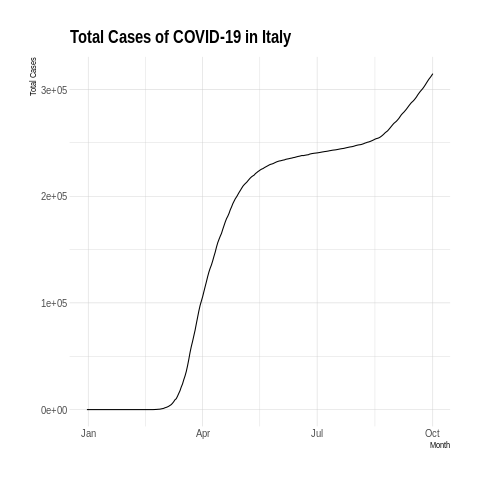 Total Cases of COVID-19 in Italy
Total Cases
3e+05
2e+05
1e+05
0e+00
Jan Apr Jul Oct
Month